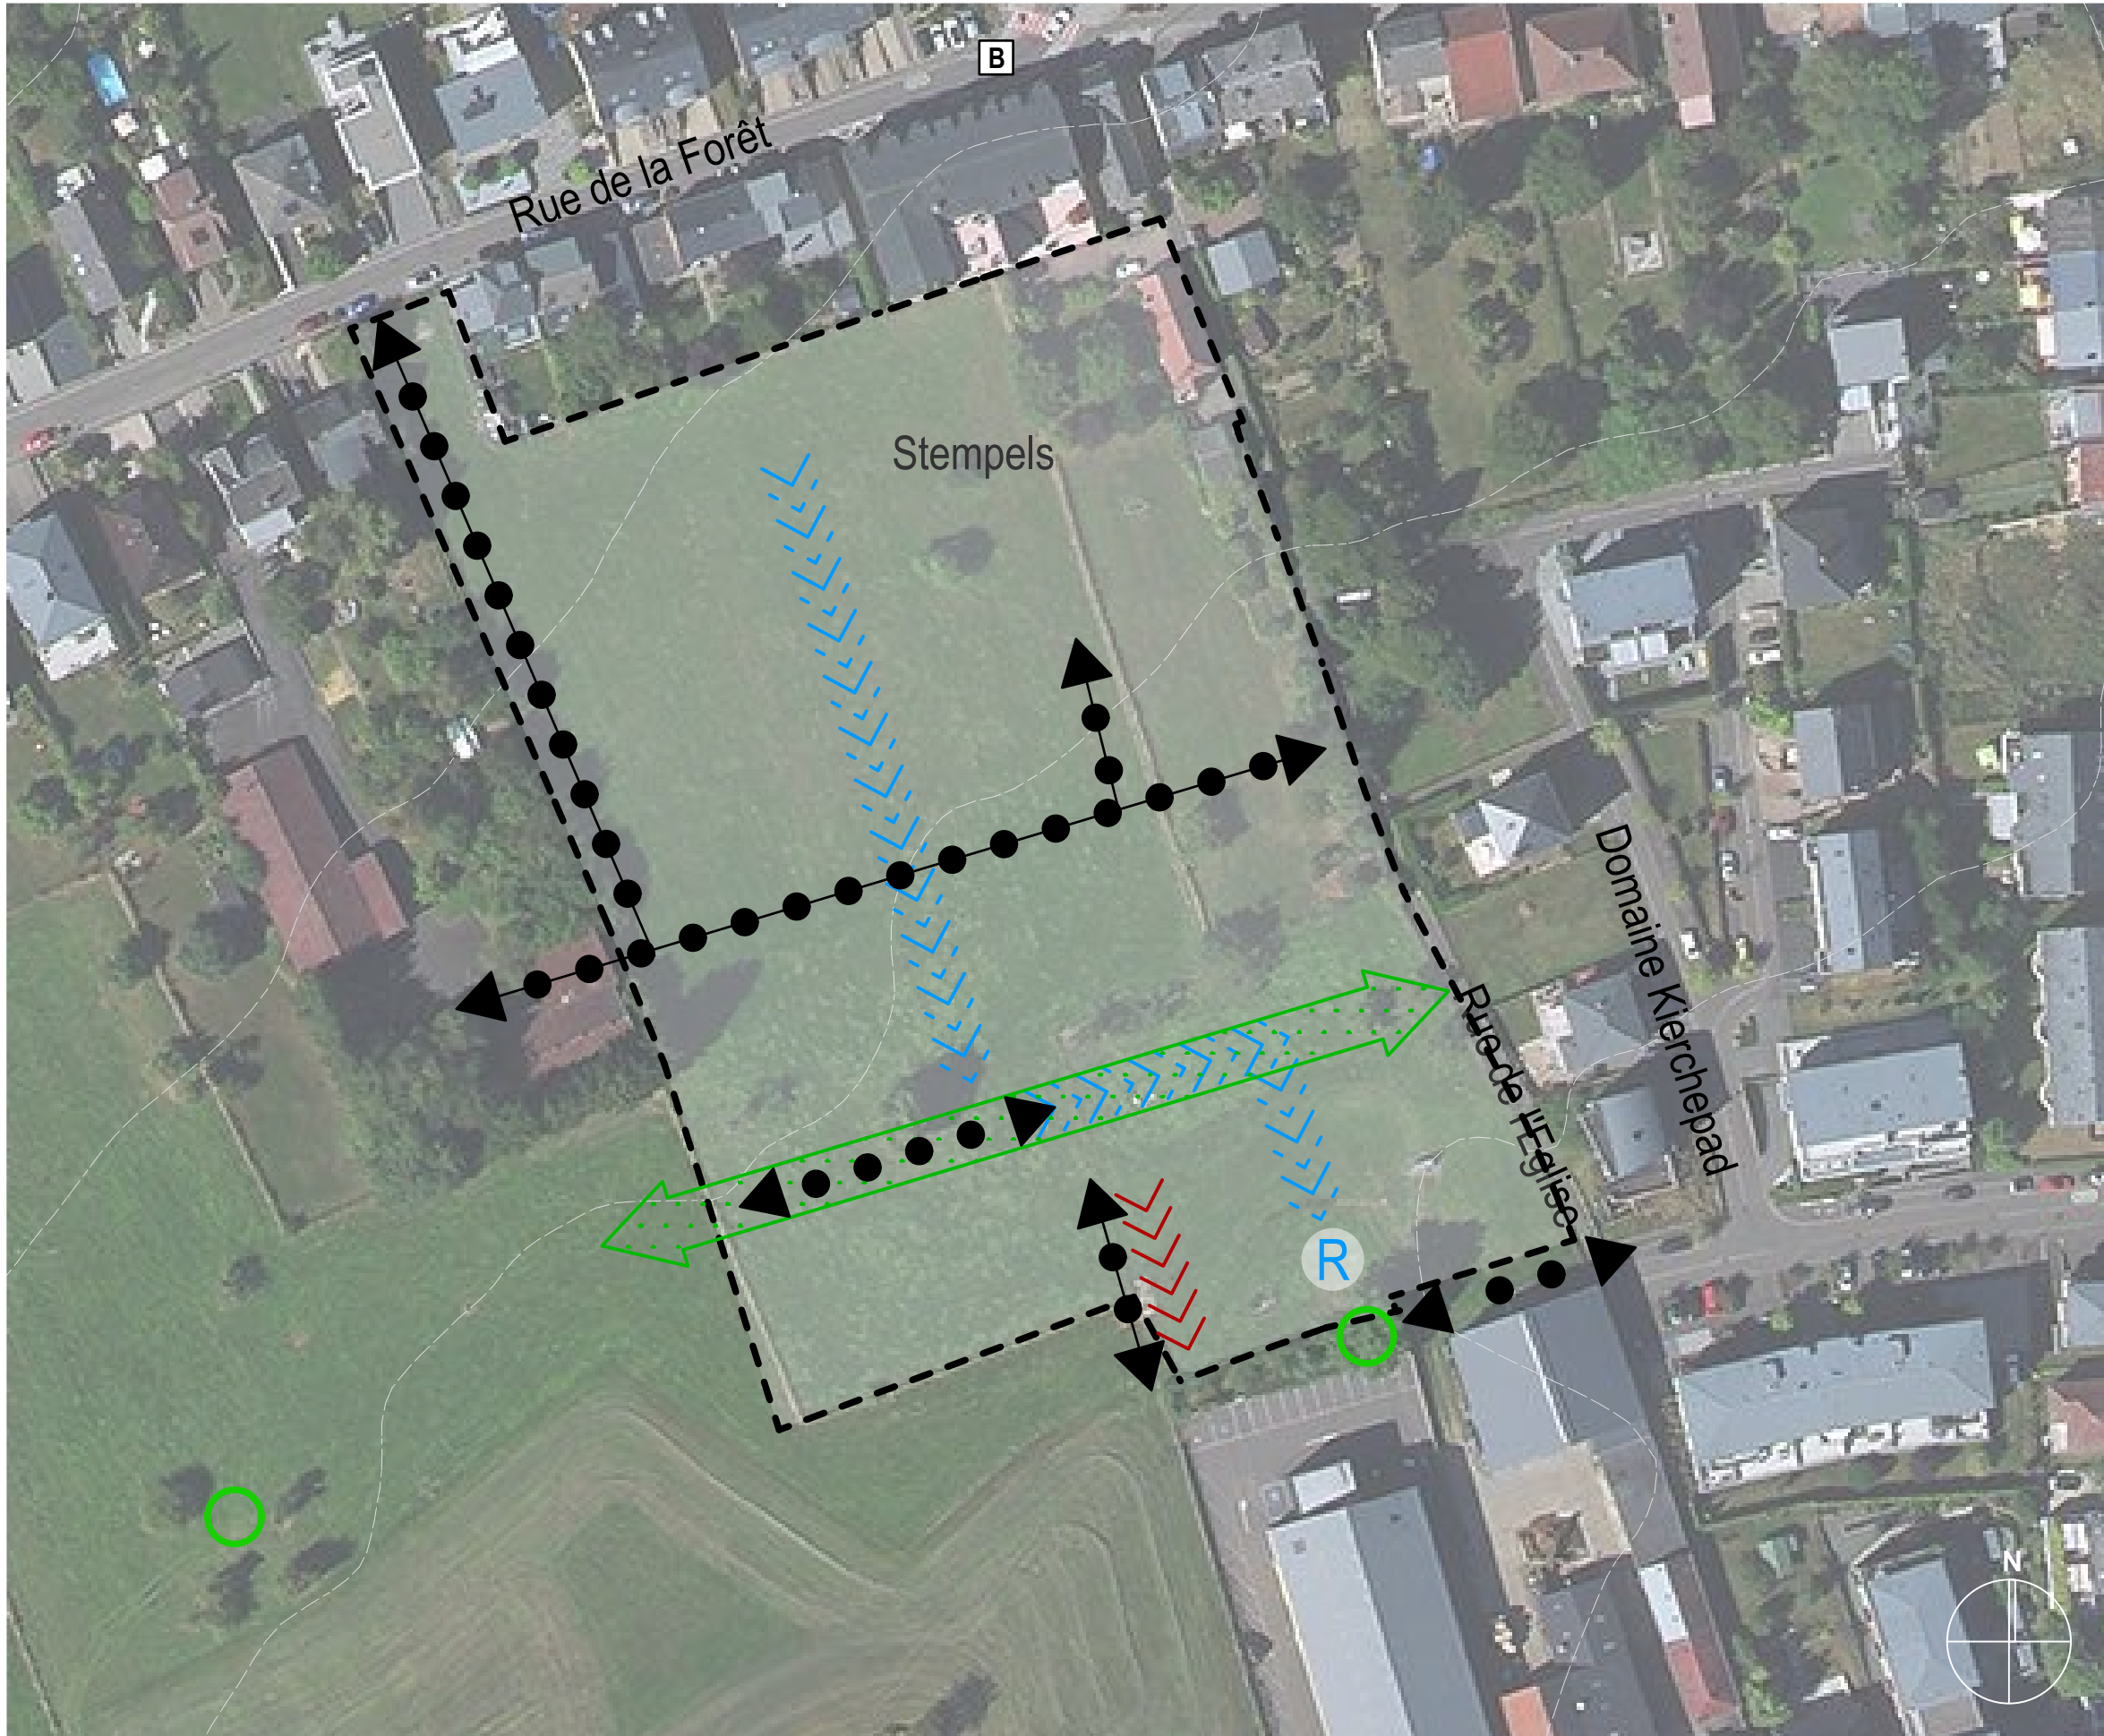 B
Rue de la Forêt
Stempels
Domaine Kierchepad
Rue de l'Eglise
R
N